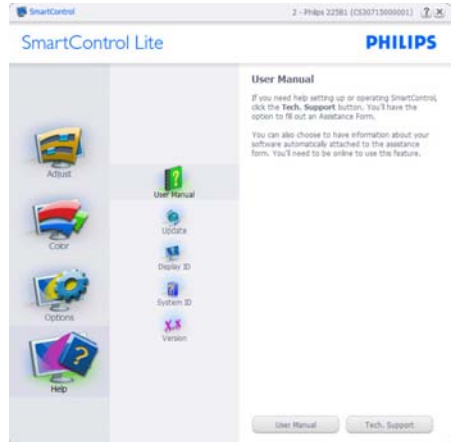 SmartControl
2 - Philips 225B1 (CS30715000001)
SmartControl Lite
PHILIPS
Adjust
Color
Options
Help
User Manual
Update
Display ID
System ID
X.x
Version
User Manual
If you need help setting up or operating SmartControl,
click the Tech. Support button. You'll have the
option to fill out an Assistance Form.
You can also choose to have information about your
software automatically attached to the assistance
form. You'll need to be online to use this feature.
User Manual
Tech. Support